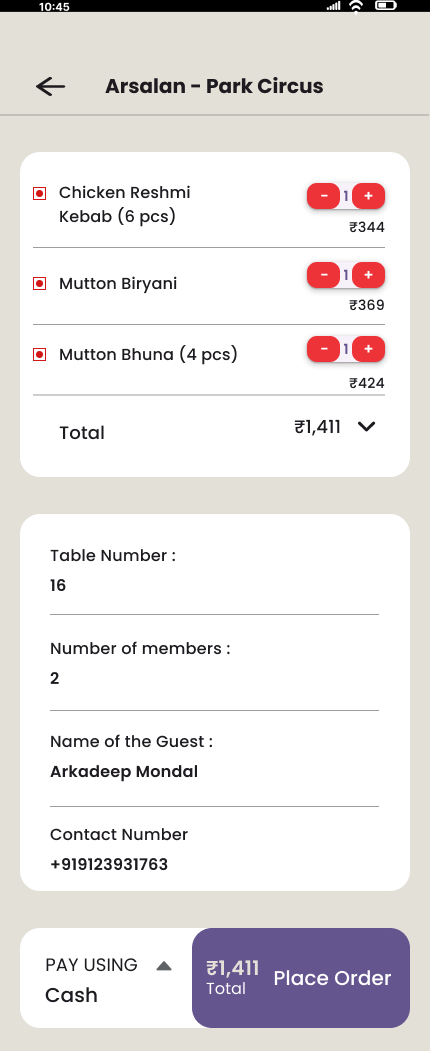 10:45
Arsalan - Park Circus
Chicken Reshmi
Kebab (6 pcs)
- 1 +
₹344
Mutton Biryani
- 1 +
₹369
Mutton Bhuna (4 pcs)
- 1 +
₹424
Total
₹1,411
Table Number :
16
Number of members :
2
Name of the Guest :
Arkadeep Mondal
Contact Number
+919123931763
PAY USING
Cash
₹1,411
Total
Place Order